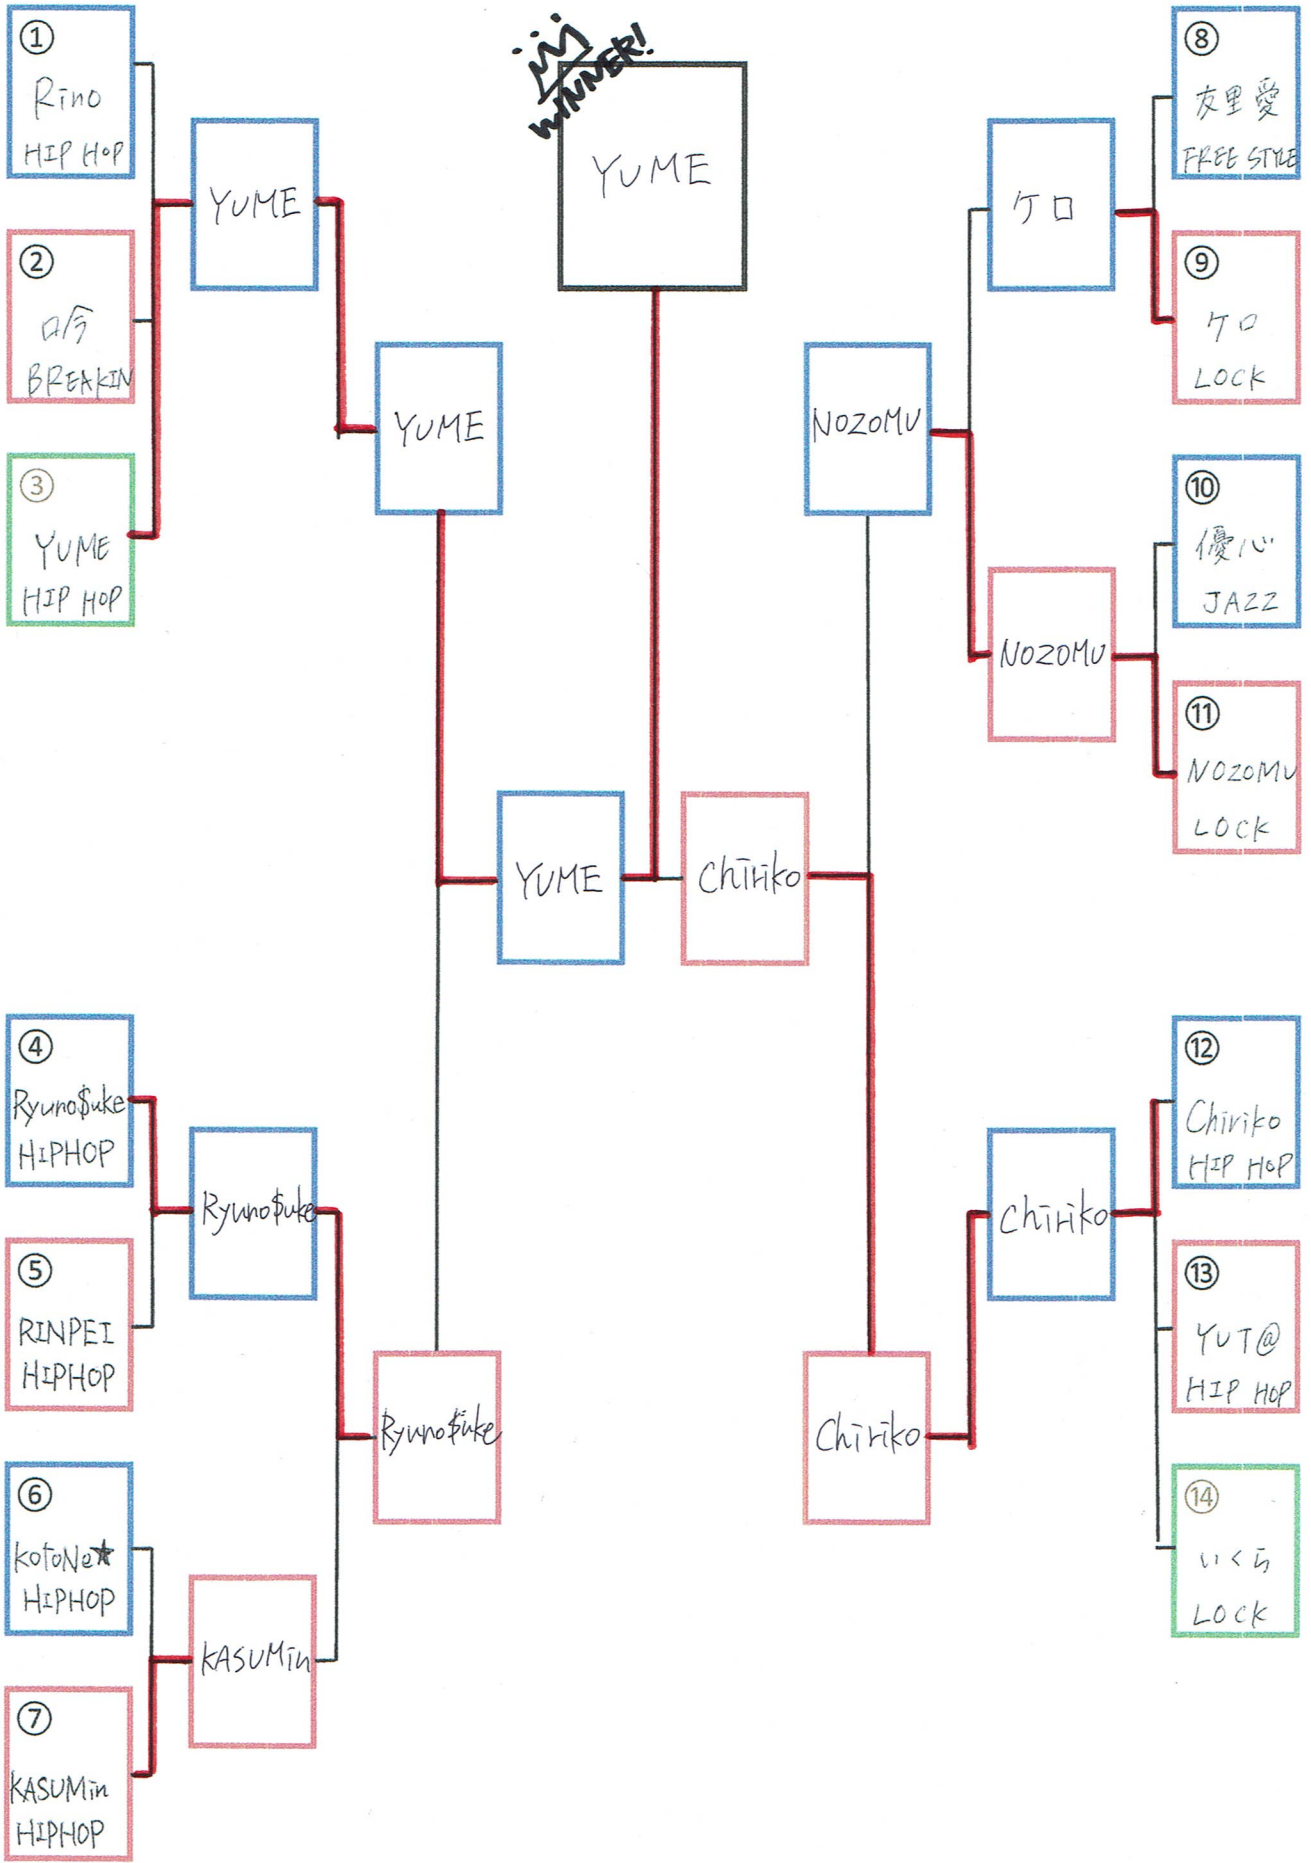 ①
Rino
HIP HOP
②
吟
BREAKIN
③
YUME
HIP HOP
YUME
YUME
WINNER!
YUME
YUME
Chiriko
NOZOMU
ケロ
NOZOMU
⑧
友里愛
FREE STYLE
⑨
ケロ
LOCK
⑩
優心
JAZZ
⑪
NOZOMU
LOCK
④
Ryuno$uke
HIPHOP
⑤
RINPEI
HIPHOP
⑥
KotoNe★
HIPHOP
⑦
KASUMin
HIPHOP
Ryuno$uke
KASUMin
Ryuno$uke
Chiriko
Chiriko
⑫
Chiriko
HIP HOP
⑬
YUT@
HIP HOP
⑭
いくら
LOCK